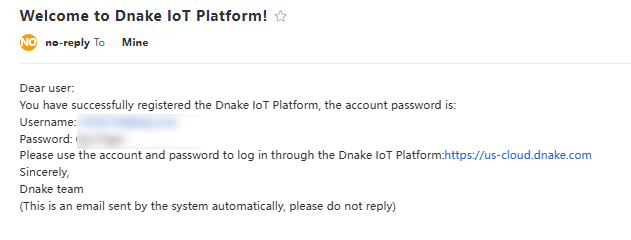 Welcome to Dnake IoT Platform!
NO no-reply To Mine
Dear user:
You have successfully registered the Dnake IoT Platform, the account password is:
Username:
Password:
Please use the account and password to log in through the Dnake IoT Platform:https://us-cloud.dnake.com
Sincerely,
Dnake team
(This is an email sent by the system automatically, please do not reply)